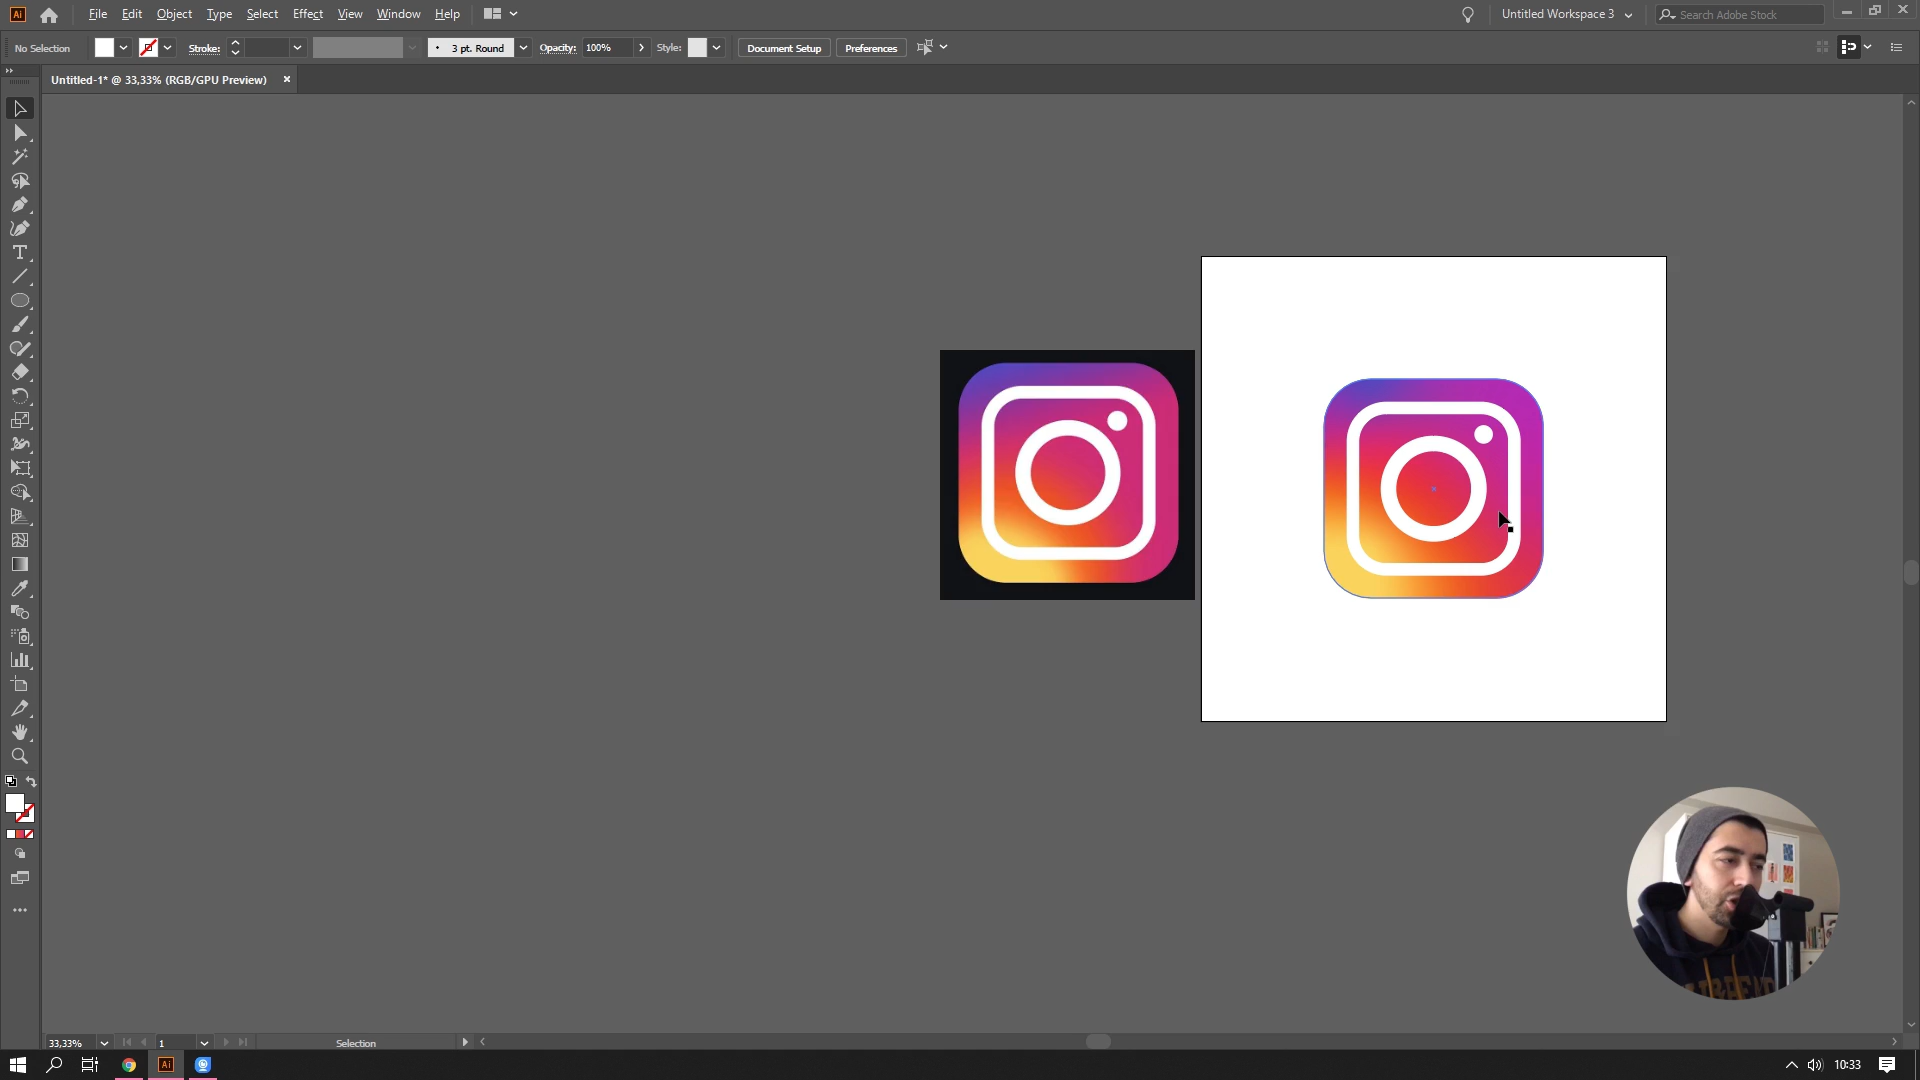 Ai File Edit Object Type Select Effect View Window Help Untitled Workspace 3 Search Adobe Stock
No Selection Stroke: 3 pt. Round Opacity: 100% Style: Document Setup Preferences
Untitled-1* @ 33,33% (RGB/GPU Preview)
33,33% 1 Selection
Ai 10:33